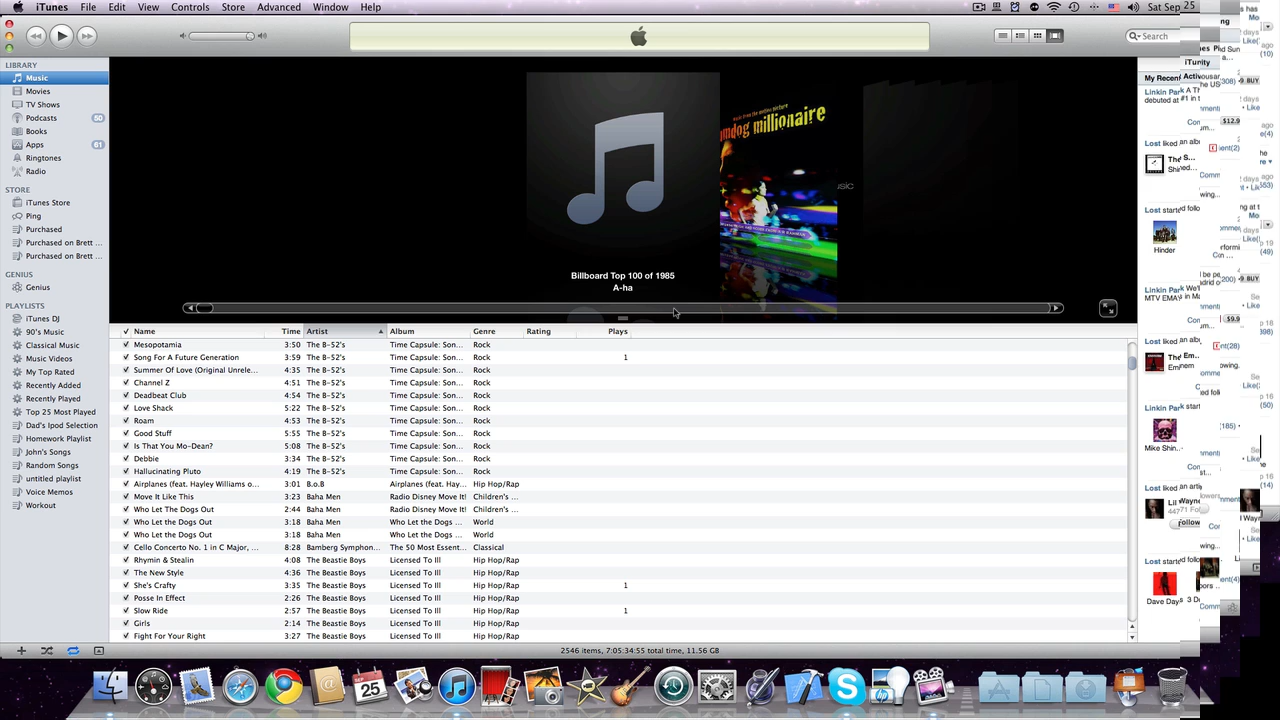 iTunes File Edit View Controls Store Advanced Window Help Sat Sep 25
Search
LIBRARY
Music
Movies
TV Shows
Podcasts 50
Books
Apps 61
Ringtones
Radio
STORE
iTunes Store
Ping
Purchased
Purchased on Brett ...
Purchased on Brett ...
GENIUS
Genius
PLAYLISTS
iTunes DJ
90's Music
Classical Music
Music Videos
My Top Rated
Recently Added
Recently Played
Top 25 Most Played
Dad's Ipod Selection
Homework Playlist
John's Songs
Random Songs
untitled playlist
Voice Memos
Workout
millionaire
Billboard Top 100 of 1985
A-ha
Name Time Artist Album Genre Rating Plays
Mesopotamia 3:50 The B-52's Time Capsule: Son... Rock
Song For A Future Generation 3:59 The B-52's Time Capsule: Son... Rock 1
Summer Of Love (Original Unrele... 4:35 The B-52's Time Capsule: Son... Rock
Channel Z 4:51 The B-52's Time Capsule: Son... Rock
Deadbeat Club 4:54 The B-52's Time Capsule: Son... Rock
Love Shack 5:22 The B-52's Time Capsule: Son... Rock
Roam 4:53 The B-52's Time Capsule: Son... Rock
Good Stuff 5:55 The B-52's Time Capsule: Son... Rock
Is That You Mo-Dean? 5:08 The B-52's Time Capsule: Son... Rock
Debbie 3:34 The B-52's Time Capsule: Son... Rock
Hallucinating Pluto 4:19 The B-52's Time Capsule: Son... Rock
Airplanes (feat. Hayley Williams o... 3:01 B.o.B Airplanes (feat. Hay... Hip Hop/Rap
Move It Like This 3:23 Baha Men Radio Disney Move It! Children's ...
Who Let The Dogs Out 2:44 Baha Men Radio Disney Move It! Children's ...
Who Let the Dogs Out 3:18 Baha Men Who Let the Dogs ... World
Who Let the Dogs Out 3:18 Baha Men Who Let the Dogs ... World
Cello Concerto No. 1 in C Major, ... 8:28 Bamberg Symphon... The 50 Most Essent... Classical
Rhymin & Stealin 4:08 The Beastie Boys Licensed To Ill Hip Hop/Rap
The New Style 4:36 The Beastie Boys Licensed To Ill Hip Hop/Rap
She's Crafty 3:35 The Beastie Boys Licensed To Ill Hip Hop/Rap 1
Posse In Effect 2:26 The Beastie Boys Licensed To Ill Hip Hop/Rap
Slow Ride 2:57 The Beastie Boys Licensed To Ill Hip Hop/Rap 1
Girls 2:14 The Beastie Boys Licensed To Ill Hip Hop/Rap
Fight For Your Right 3:27 The Beastie Boys Licensed To Ill Hip Hop/Rap
2546 items, 7:05:34:55 total time, 11.56 GB
My Recent
debuted at
Lost liked
Lost started
Hinder
MTV EMA
Lost liked
Mike Shin...
Lost liked
Lost started
Dave Day
SEP
25